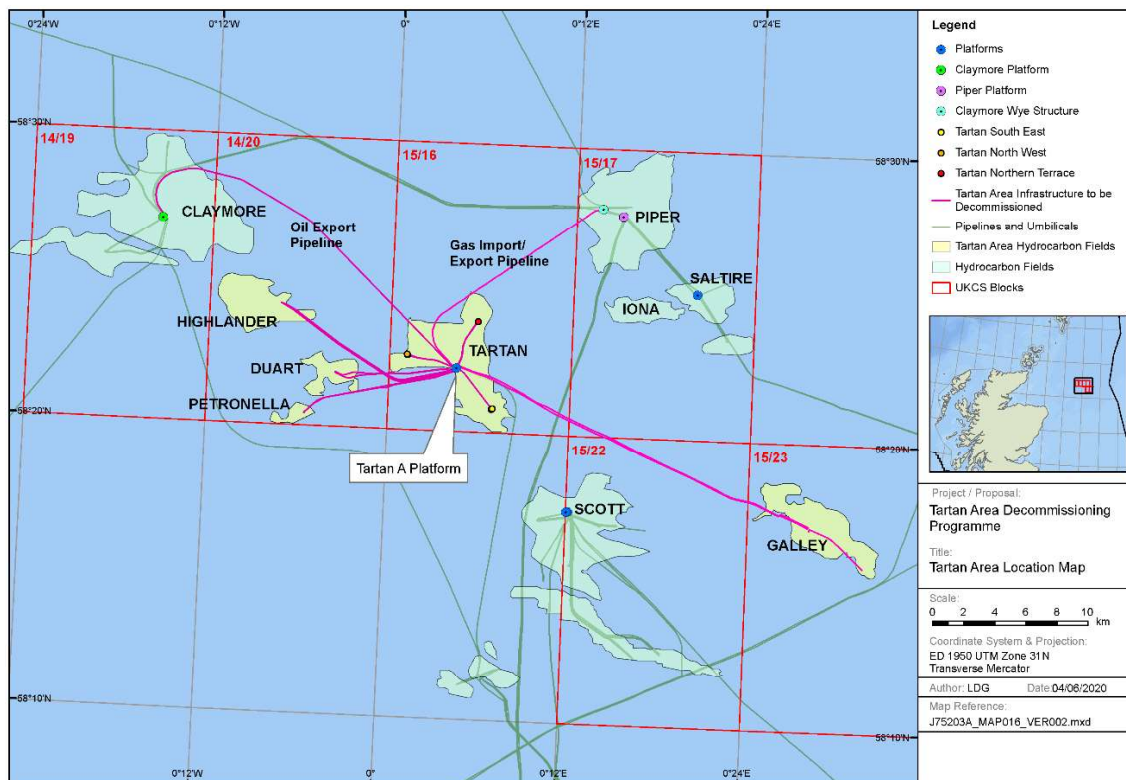 0°24'W
0°12'W
0°
0°12'E
0°24'E
58°30'N
14/19
14/20
15/16
15/17
58°30'N
CLAYMORE
Oil Export
Pipeline
Gas Import/
Export Pipeline
PIPER
SALTIRE
IONA
HIGHLANDER
TARTAN
DUART
PETRONELLA
58°20'N
58°20'N
Tartan A Platform
15/22
15/23
SCOTT
GALLEY
58°10'N
58°10'N
0°12'W
0°
0°12'E
0°24'E
Legend
Platforms
Claymore Platform
Piper Platform
Claymore Wye Structure
Tartan South East
Tartan North West
Tartan Northern Terrace
Tartan Area Infrastructure to be
Decommissioned
Pipelines and Umbilicals
Tartan Area Hydrocarbon Fields
Hydrocarbon Fields
UKCS Blocks
Project / Proposal:
Tartan Area Decommissioning
Programme
Title:
Tartan Area Location Map
Scale:
0 2 4 6 8 10
km
Coordinate System & Projection:
ED 1950 UTM Zone 31N
Transverse Mercator
Author: LDG Date:04/06/2020
Map Reference:
J75203A_MAP016_VER002.mxd